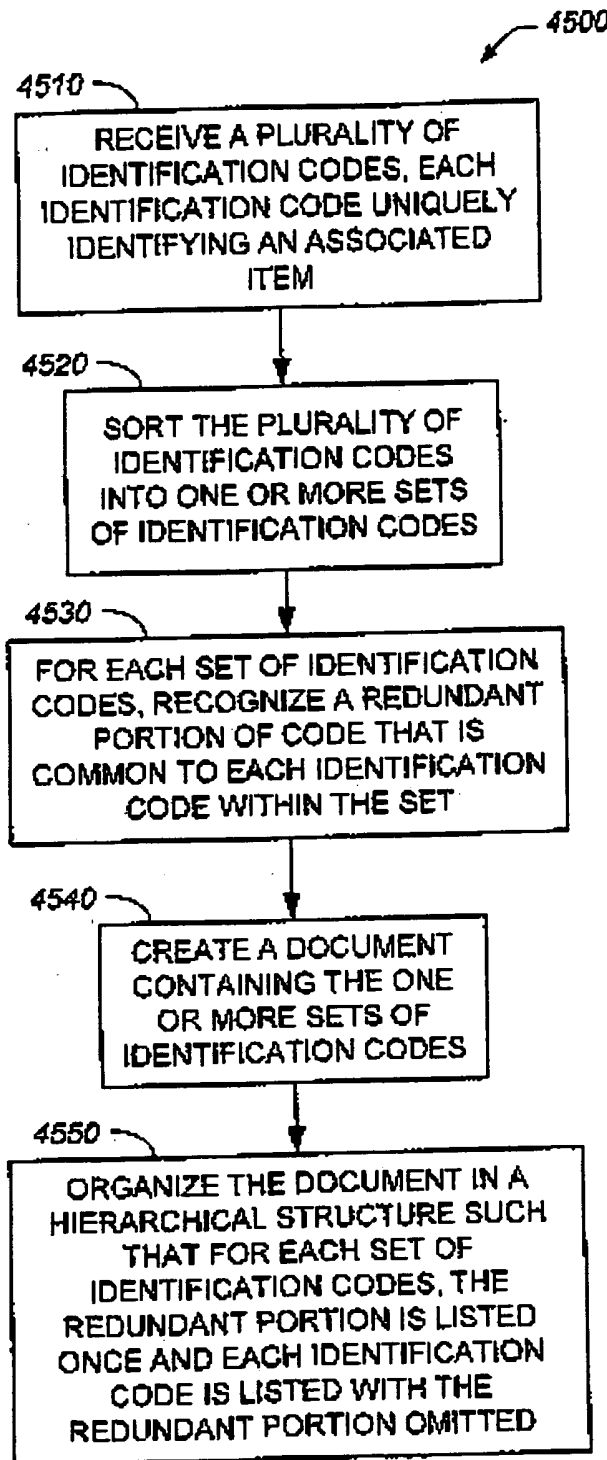 4500
4510
RECEIVE A PLURALITY OF
IDENTIFICATION CODES, EACH
IDENTIFICATION CODE UNIQUELY
IDENTIFYING AN ASSOCIATED
ITEM
4520
SORT THE PLURALITY OF
IDENTIFICATION CODES
INTO ONE OR MORE SETS
OF IDENTIFICATION CODES
4530
FOR EACH SET OF IDENTIFICATION
CODES, RECOGNIZE A REDUNDANT
PORTION OF CODE THAT IS
COMMON TO EACH IDENTIFICATION
CODE WITHIN THE SET
4540
CREATE A DOCUMENT
CONTAINING THE ONE
OR MORE SETS OF
IDENTIFICATION CODES
4550
ORGANIZE THE DOCUMENT IN A
HIERARCHICAL STRUCTURE SUCH
THAT FOR EACH SET OF
IDENTIFICATION CODES, THE
REDUNDANT PORTION IS LISTED
ONCE AND EACH IDENTIFICATION
CODE IS LISTED WITH THE
REDUNDANT PORTION OMITTED